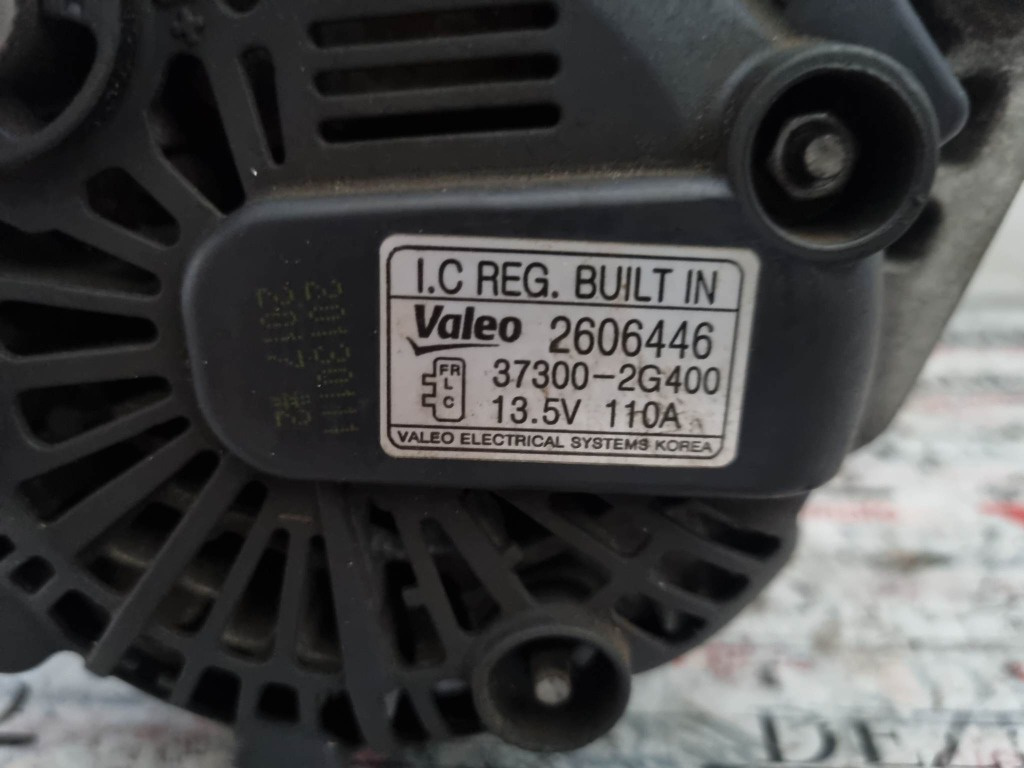 I.C REG. BUILT IN
Valeo 2606446
FR
L
C
37300-2G400
13.5V 110A
VALEO ELECTRICAL SYSTEMS KOREA